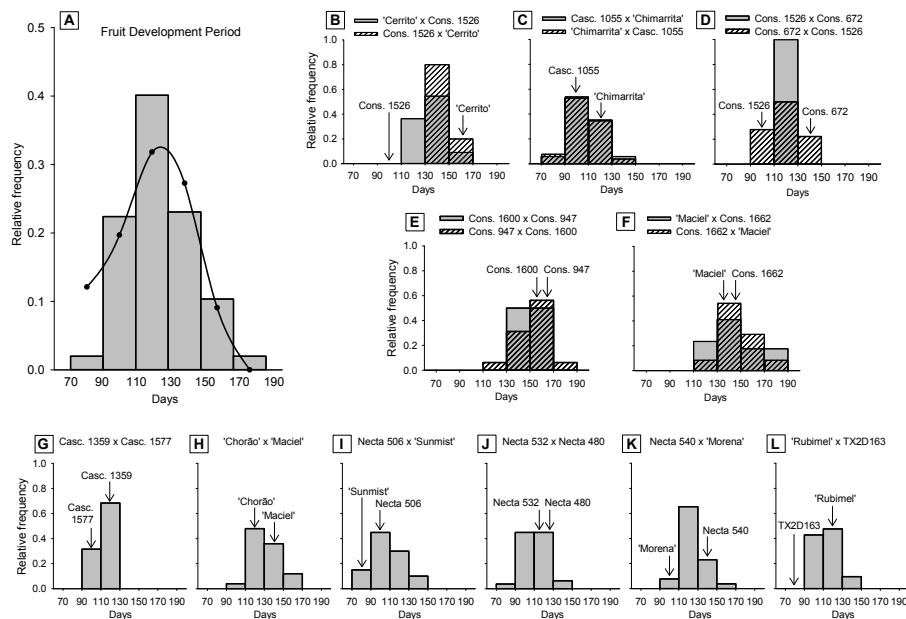 A
Fruit Development Period
0.5
0.4
0.3
0.2
0.1
0.0
Relative frequency
70 90 110 130 150 170 190
Days
B
'Cerrito' x Cons. 1526
Cons. 1526 x 'Cerrito'
1.0
0.8
0.6
0.4
0.2
0.0
Relative frequency
Cons. 1526
'Cerrito'
70 90 110 130 150 170 190
Days
C
Casc. 1055 x 'Chimarrita'
'Chimarrita' x Casc. 1055
Casc. 1055
'Chimarrita'
70 90 110 130 150 170 190
Days
D
Cons. 1526 x Cons. 672
Cons. 672 x Cons. 1526
Cons. 1526
Cons. 672
70 90 110 130 150 170 190
Days
E
Cons. 1600 x Cons. 947
Cons. 947 x Cons. 1600
1.0
0.8
0.6
0.4
0.2
0.0
Relative frequency
Cons. 1600
Cons. 947
70 90 110 130 150 170 190
Days
F
'Maciel' x Cons. 1662
Cons. 1662 x 'Maciel'
'Maciel'
Cons. 1662
70 90 110 130 150 170 190
Days
G
Casc. 1359 x Casc. 1577
1.0
0.8
0.6
0.4
0.2
0.0
Relative frequency
Casc. 1359
Casc.
1577
70 90 110 130 150 170 190
Days
H
'Chorão' x 'Maciel'
'Chorão'
'Maciel'
70 90 110 130 150 170 190
Days
I
Necta 506 x 'Sunmist'
'Sunmist'
Necta 506
70 90 110 130 150 170 190
Days
J
Necta 532 x Necta 480
Necta 532
Necta 480
70 90 110 130 150 170 190
Days
K
Necta 540 x 'Morena'
'Morena'
Necta 540
70 90 110 130 150 170 190
Days
L
'Rubimel' x TX2D163
'Rubimel'
TX2D163
70 90 110 130 150 170 190
Days